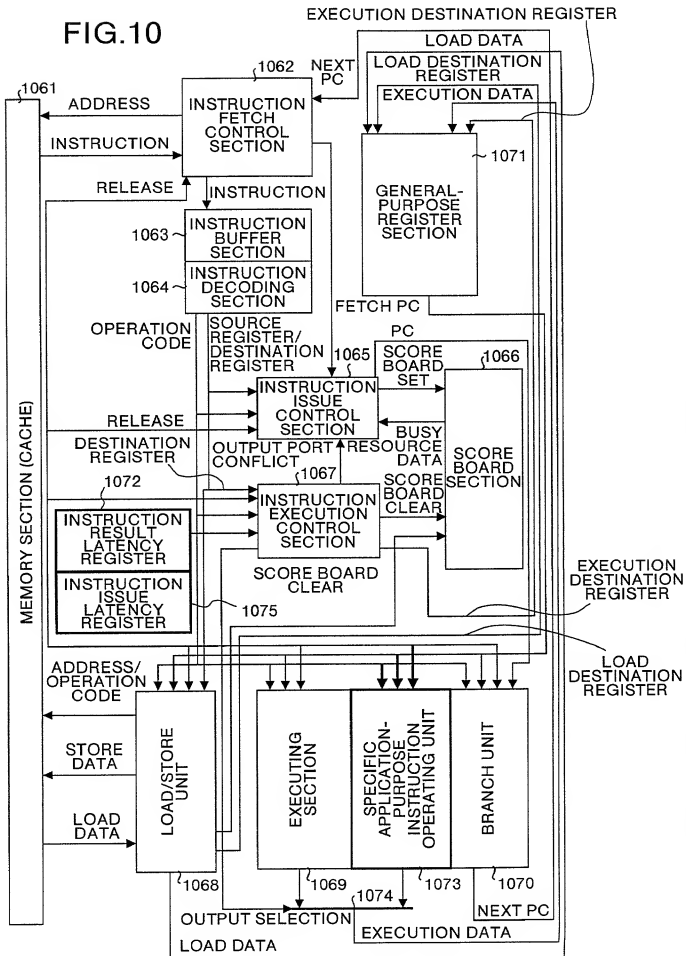 FIG.10
EXECUTION DESTINATION REGISTER
LOAD DATA
NEXT
PC
LOAD DESTINATION
REGISTER
EXECUTION DATA
1061
1062
ADDRESS
INSTRUCTION
FETCH
CONTROL
SECTION
INSTRUCTION
RELEASE
INSTRUCTION
1071
GENERAL-
PURPOSE
REGISTER
SECTION
1063
INSTRUCTION
BUFFER
SECTION
1064
INSTRUCTION
DECODING
SECTION
FETCH PC
OPERATION
CODE
SOURCE
REGISTER/
DESTINATION
REGISTER
PC
1065
SCORE
BOARD
SET
1066
INSTRUCTION
ISSUE
CONTROL
SECTION
RELEASE
DESTINATION
REGISTER
OUTPUT PORT
CONFLICT
BUSY
RESOURCE
DATA
SCORE
BOARD
SECTION
1072
1067
SCORE
BOARD
CLEAR
INSTRUCTION
EXECUTION
CONTROL
SECTION
INSTRUCTION
RESULT
LATENCY
REGISTER
INSTRUCTION
ISSUE
LATENCY
REGISTER
1075
SCORE BOARD
CLEAR
EXECUTION
DESTINATION
REGISTER
LOAD
DESTINATION
REGISTER
MEMORY SECTION (CACHE)
ADDRESS/
OPERATION
CODE
STORE
DATA
LOAD
DATA
LOAD/STORE
UNIT
EXECUTING
SECTION
SPECIFIC
APPLICATION-
PURPOSE
INSTRUCTION
OPERATING UNIT
BRANCH UNIT
1068
1069
1074
1073
1070
OUTPUT SELECTION
NEXT PC
LOAD DATA
EXECUTION DATA